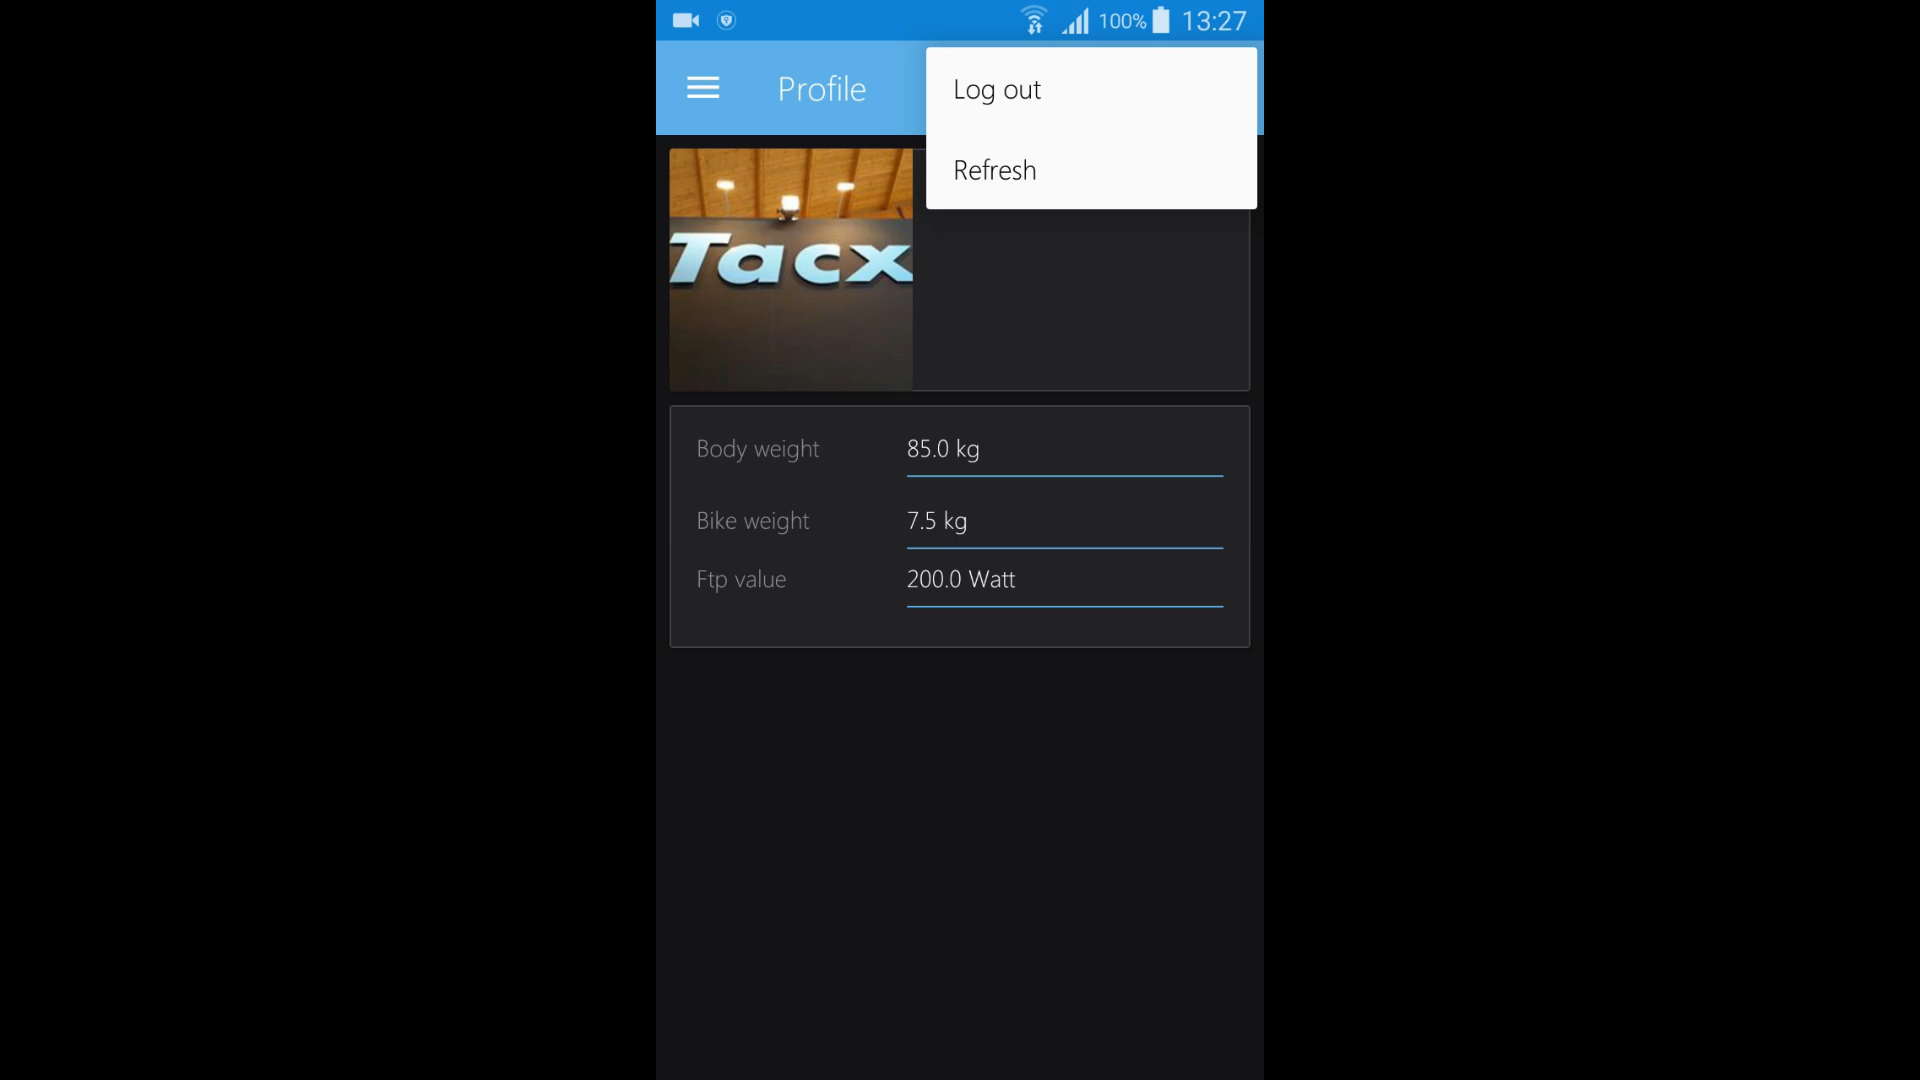 100% 13:27
Profile
Log out
Refresh
Tacx
Body weight 85.0 kg
Bike weight 7.5 kg
Ftp value 200.0 Watt